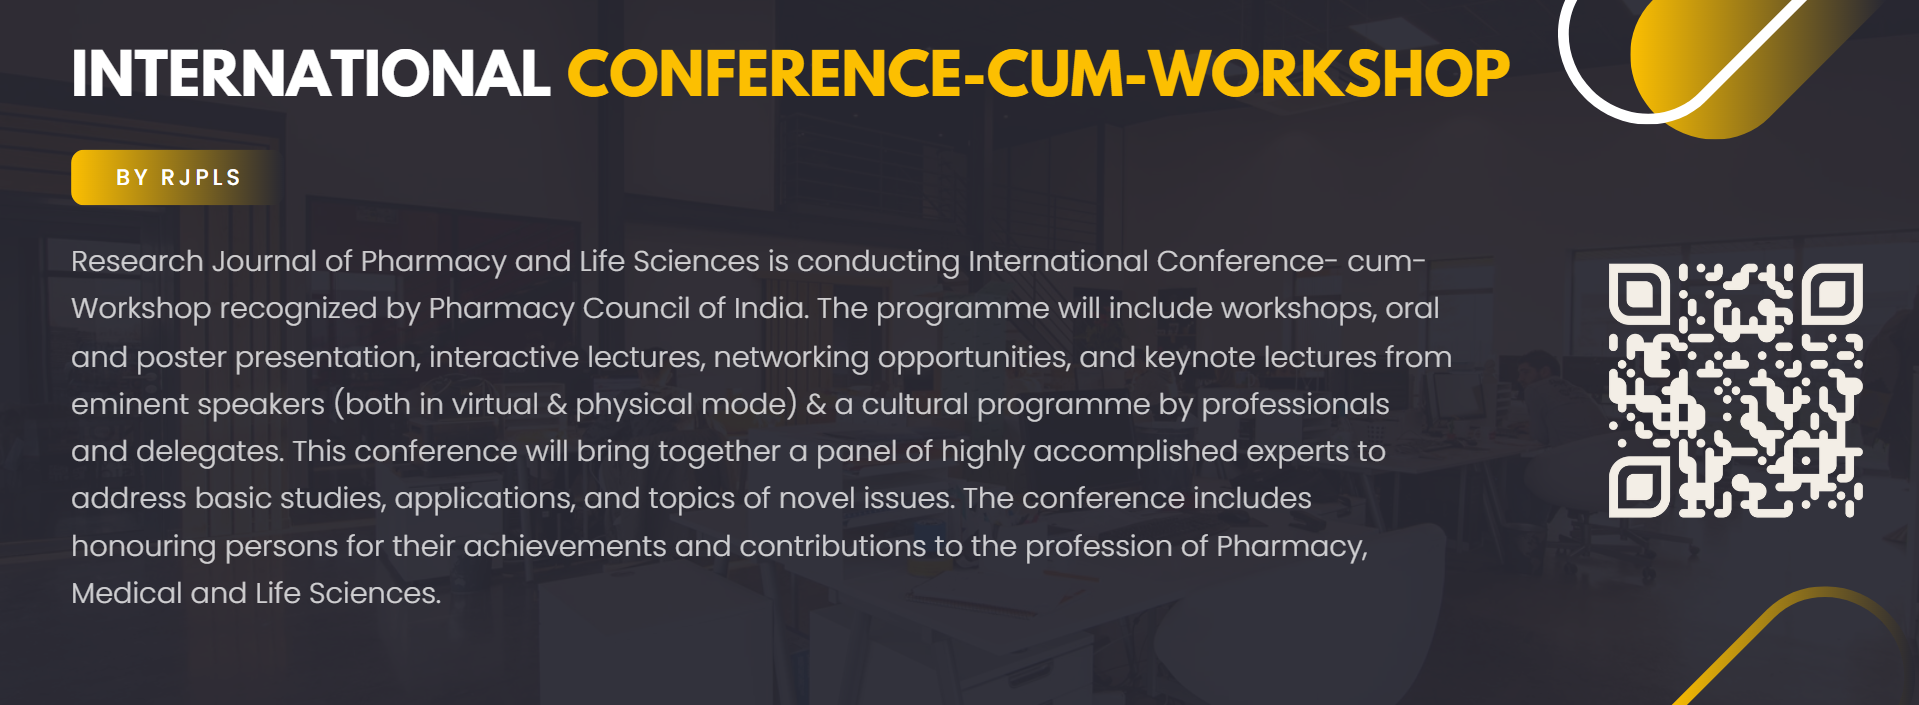 INTERNATIONAL CONFERENCE-CUM-WORKSHOP
BY RJPLS
Research Journal of Pharmacy and Life Sciences is conducting International Conference- cum-
Workshop recognized by Pharmacy Council of India. The programme will include workshops, oral
and poster presentation, interactive lectures, networking opportunities, and keynote lectures from
eminent speakers (both in virtual & physical mode) & a cultural programme by professionals
and delegates. This conference will bring together a panel of highly accomplished experts to
address basic studies, applications, and topics of novel issues. The conference includes
honouring persons for their achievements and contributions to the profession of Pharmacy,
Medical and Life Sciences.